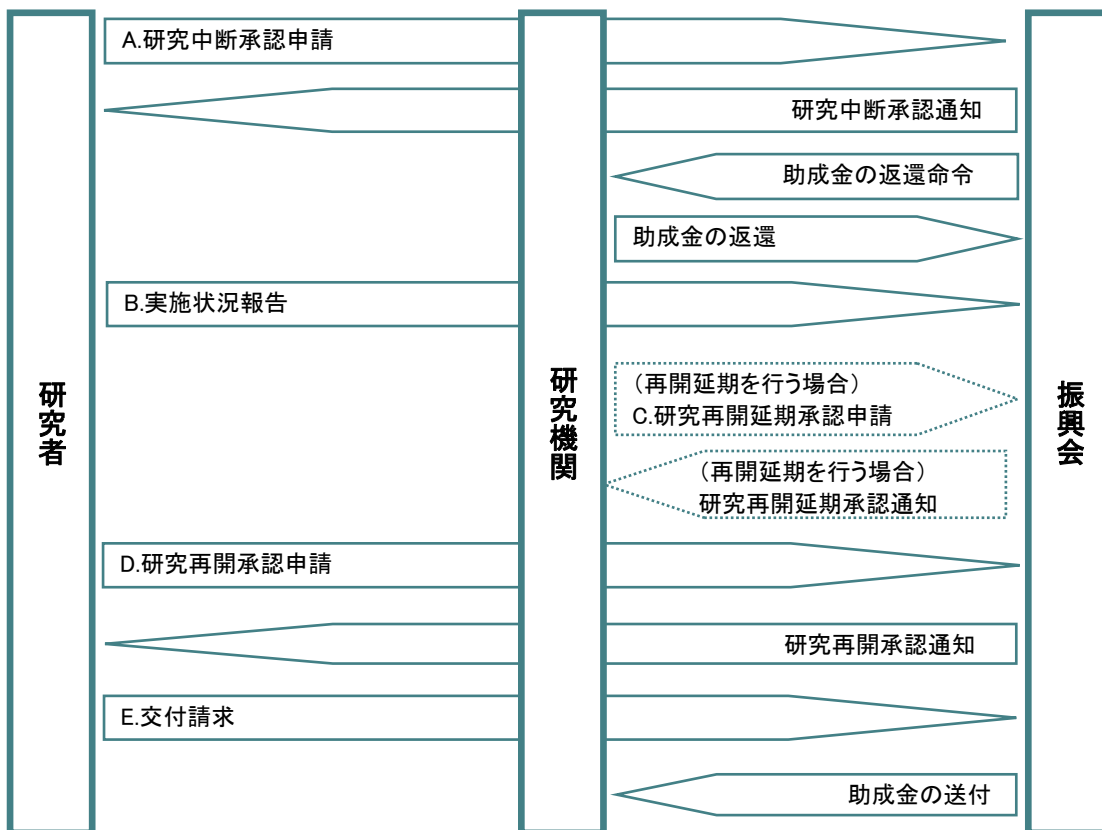 A.研究中断承認申請
研究中断承認通知
助成金の返還命令
助成金の返還
B.実施状況報告
研究者
研究機関
振興会
（再開延期を行う場合）
C.研究再開延期承認申請
（再開延期を行う場合）
研究再開延期承認通知
D.研究再開承認申請
研究再開承認通知
E.交付請求
助成金の送付